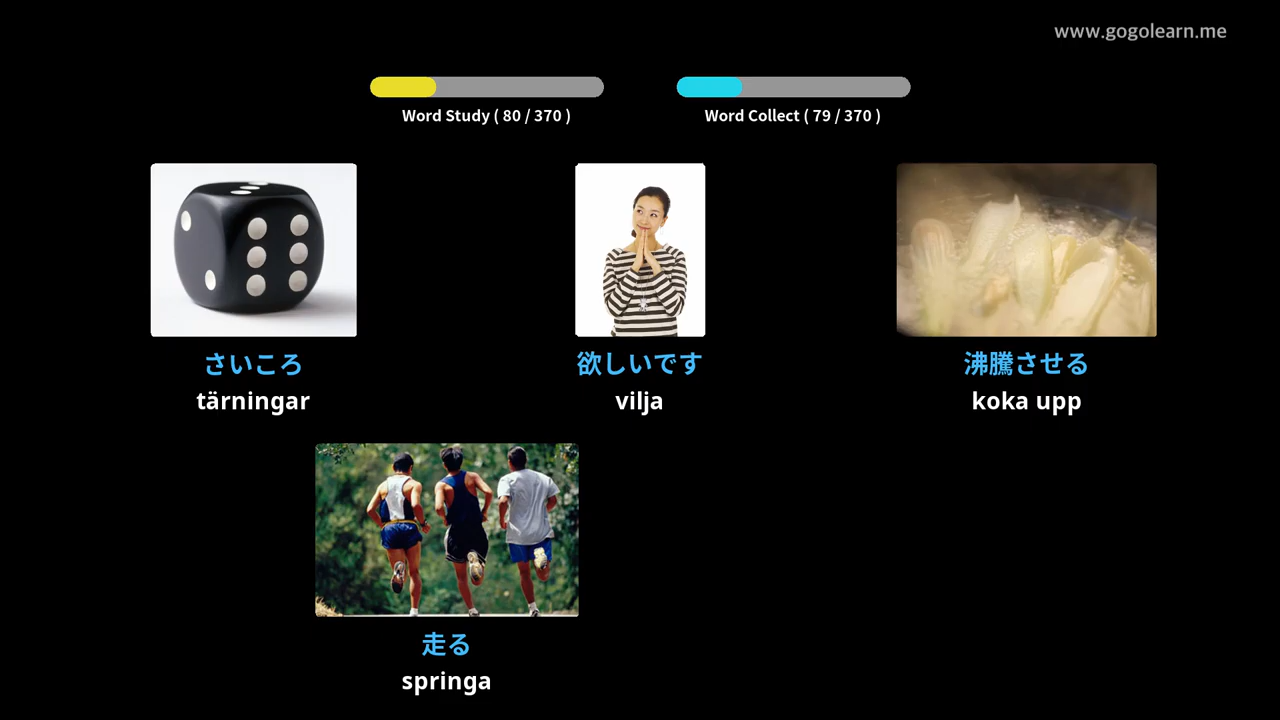 www.gogolearn.me
Word Study ( 80 / 370 )
Word Collect ( 79 / 370 )
さいころ
tärningar
欲しいです
vilja
沸騰させる
koka upp
走る
springa